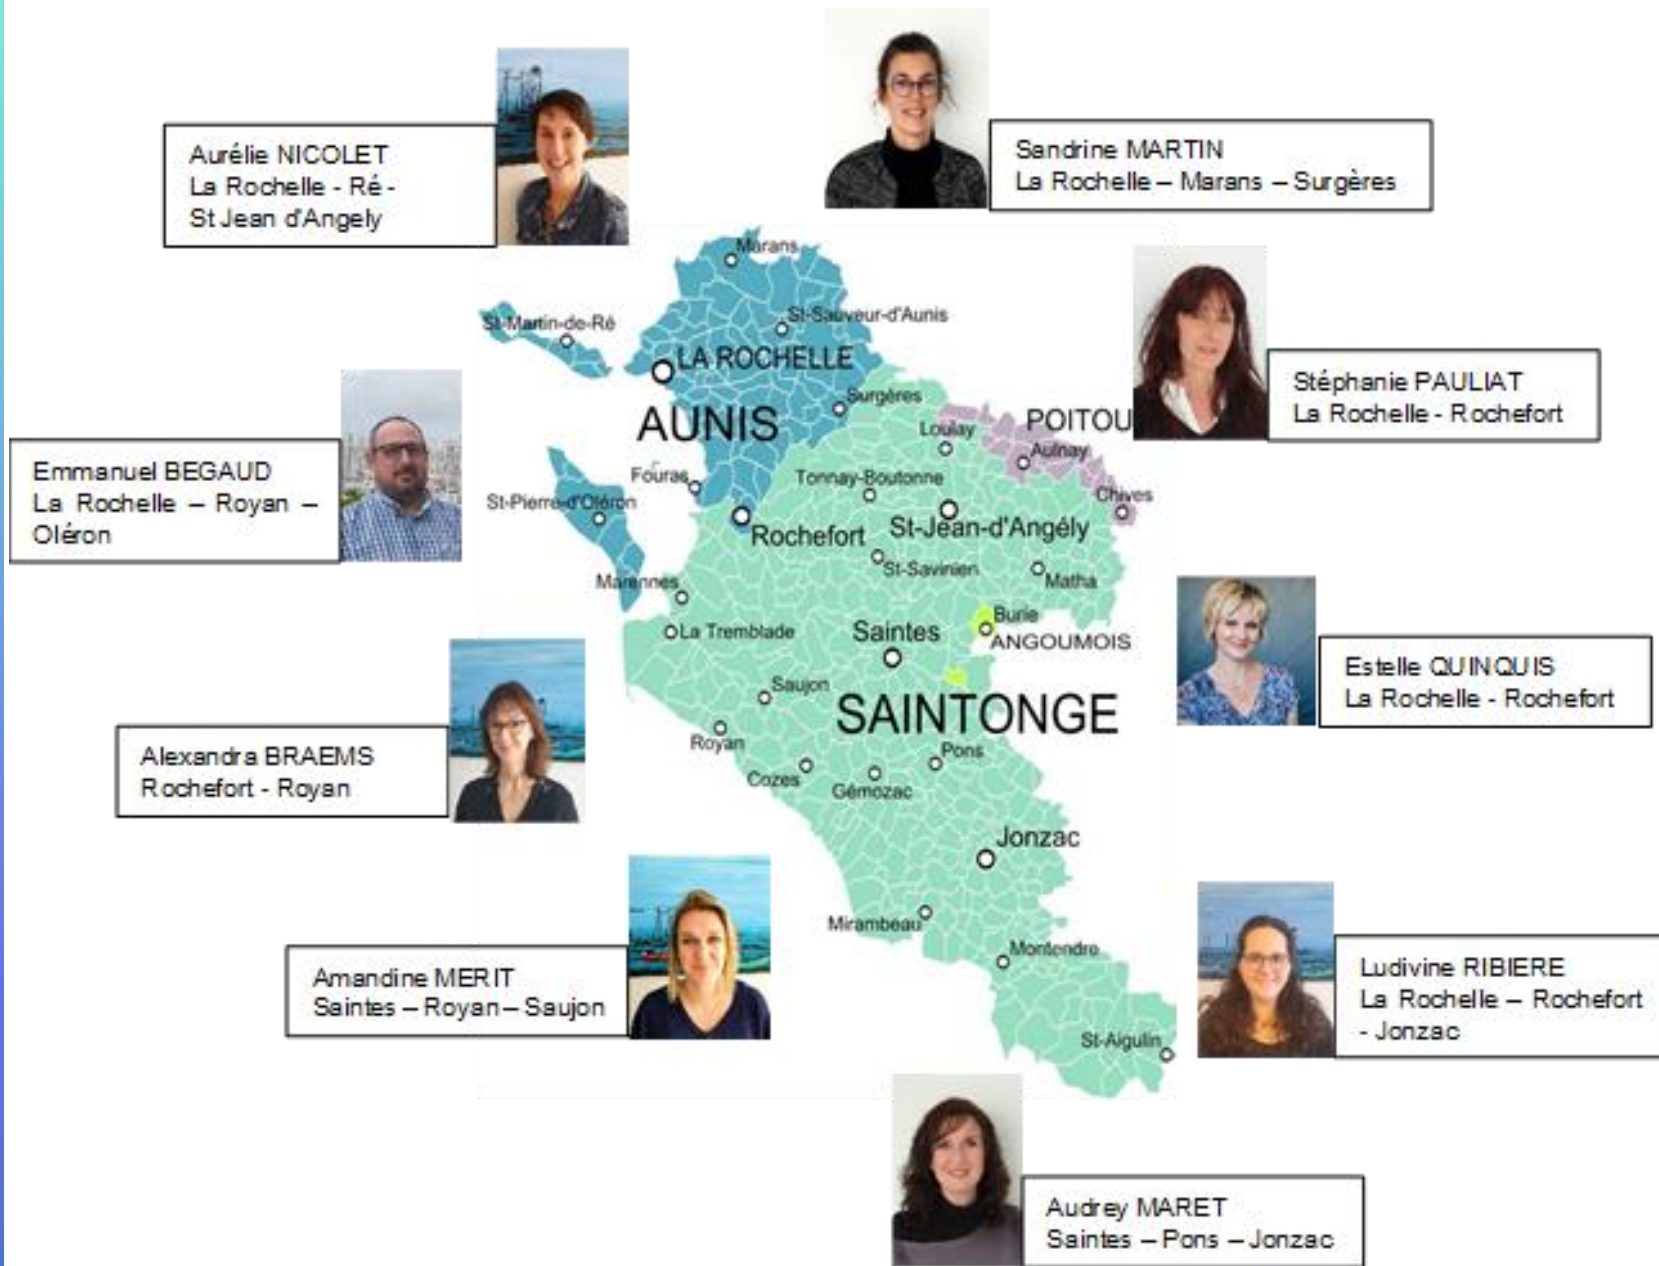 Aurélie NICOLET
La Rochelle - Ré -
St Jean d'Angely
Sandrine MARTIN
La Rochelle – Marans – Surgères
Stéphanie PAULIAT
La Rochelle - Rochefort
Emmanuel BEGAUD
La Rochelle – Royan –
Oléron
Estelle QUINQUIS
La Rochelle - Rochefort
Alexandra BRAEMS
Rochefort - Royan
Amandine MERIT
Saintes – Royan – Saujon
Ludivine RIBIERE
La Rochelle – Rochefort
- Jonzac
Audrey MARET
Saintes – Pons – Jonzac
Marans
St-Martin-de-Ré
St-Sauveur-d'Aunis
LA ROCHELLE
Surgères
AUNIS
POITOU
Loulay
Aulnay
Fouras
Tonnay-Boutonne
Chives
St-Pierre-d'Oléron
Rochefort
St-Jean-d'Angély
St-Savinien
Matha
Marennes
Burie
La Tremblade
Saintes
ANGOUMOIS
Saujon
SAINTONGE
Royan
Pons
Cozes
Gémozac
Jonzac
Mirambeau
Montendre
St-Aigulin